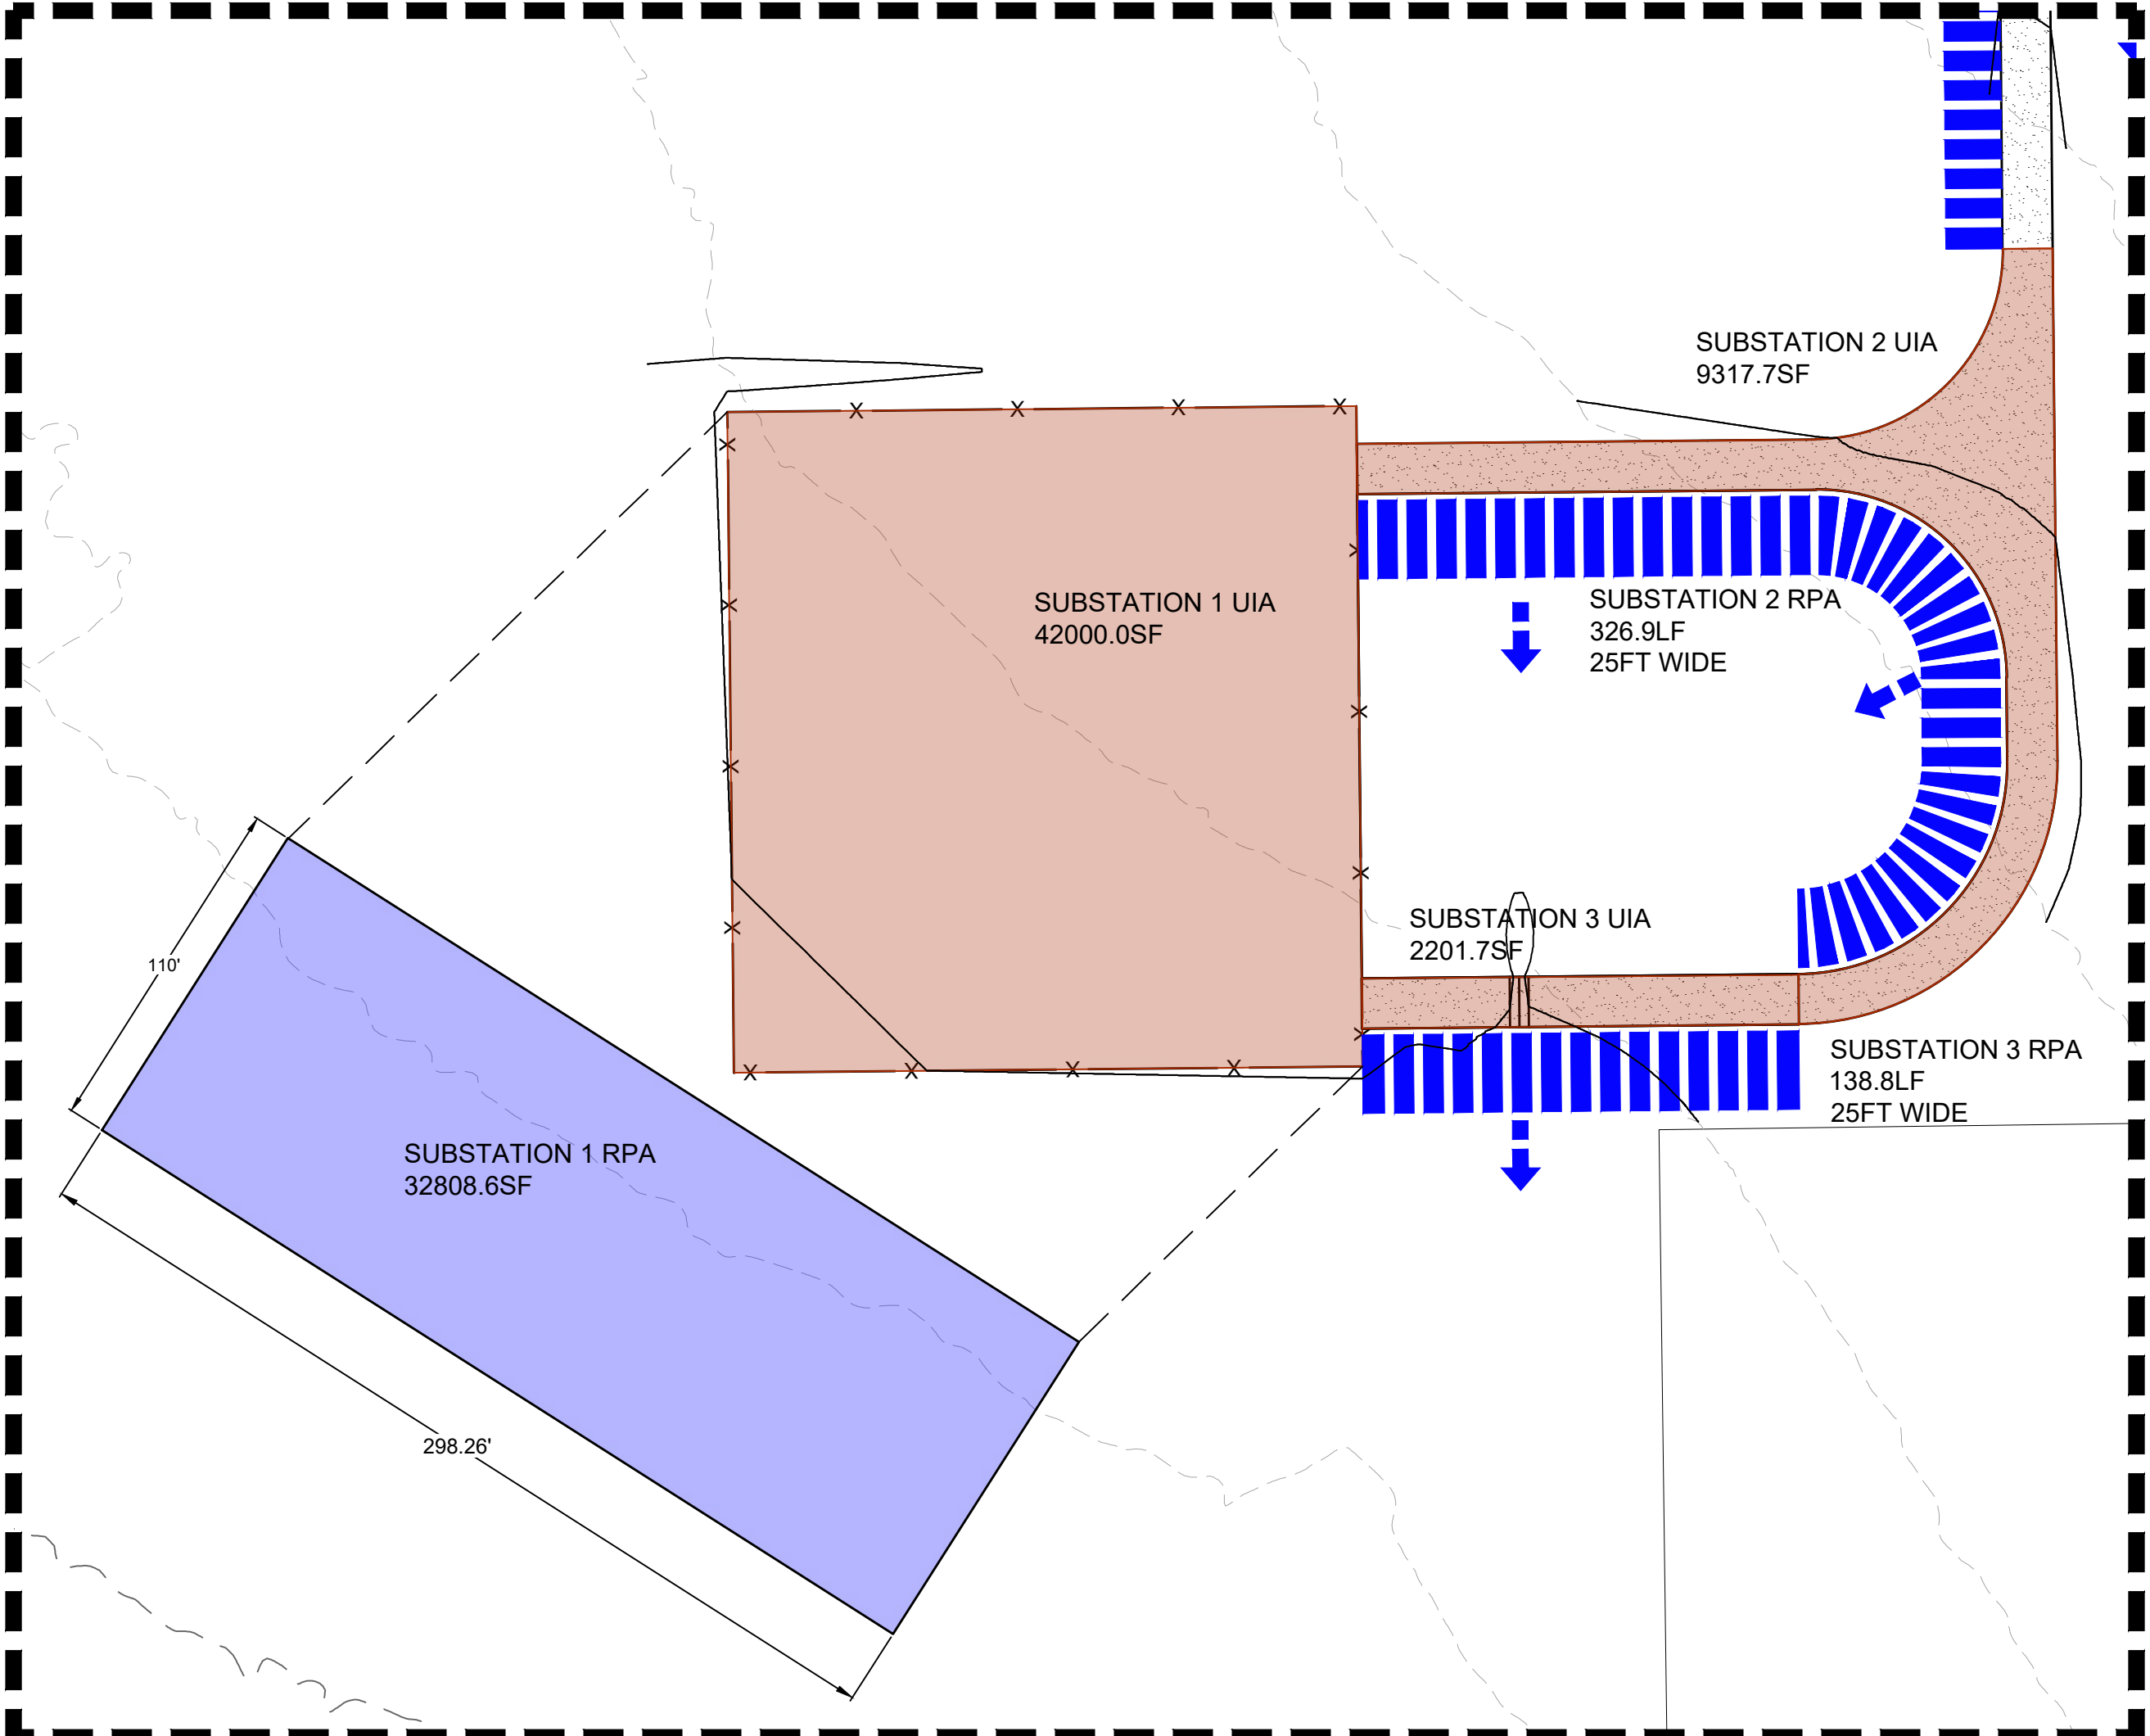 SUBSTATION 2 UIA
9317.7SF
SUBSTATION 1 UIA
42000.0SF
SUBSTATION 2 RPA
326.9LF
25FT WIDE
SUBSTATION 3 UIA
2201.7SF
110'
SUBSTATION 3 RPA
138.8LF
25FT WIDE
SUBSTATION 1 RPA
32808.6SF
298.26'